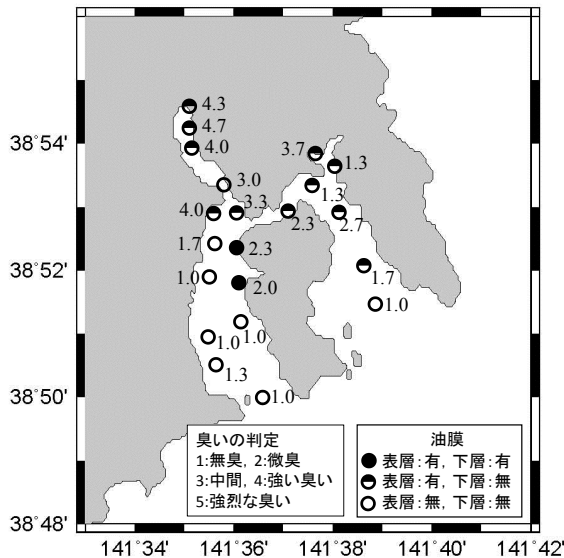 4.3
4.7
38°54'
4.0
3.7
1.3
3.0
1.3
3.3
4.0
2.3
2.7
1.7
2.3
38°52'
1.0
1.7
2.0
1.0
1.0
1.0
1.3
38°50'
1.0
臭いの判定
1:無臭, 2:微臭
3:中間, 4:強い臭い
5:強烈な臭い
油膜
表層:有, 下層:有
表層:有, 下層:無
表層:無, 下層:無
38°48'
141°34' 141°36' 141°38' 141°40' 141°42'